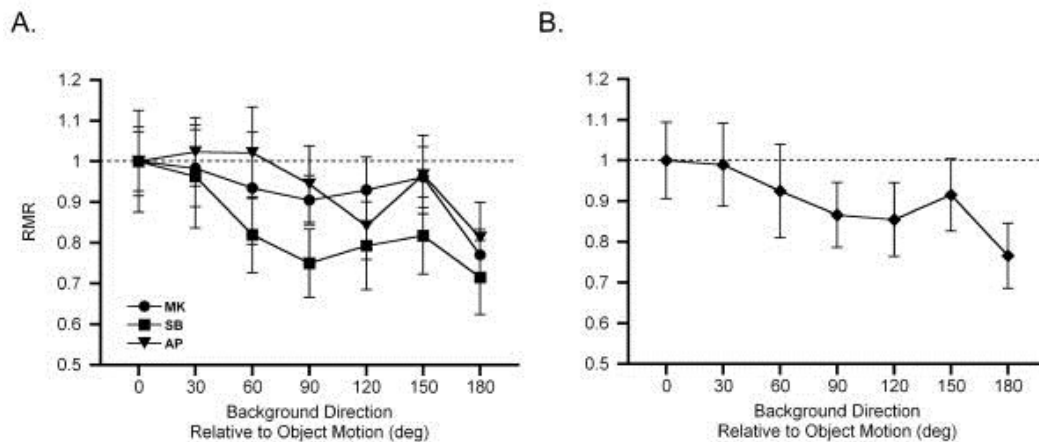 A.
B.
1.2
1.1
1
0.9
0.8
0.7
0.6
0.5
RMR
MK
SB
AP
0 30 60 90 120 150 180
Background Direction
Relative to Object Motion (deg)
1.2
1.1
1
0.9
0.8
0.7
0.6
0.5
0 30 60 90 120 150 180
Background Direction
Relative to Object Motion (deg)